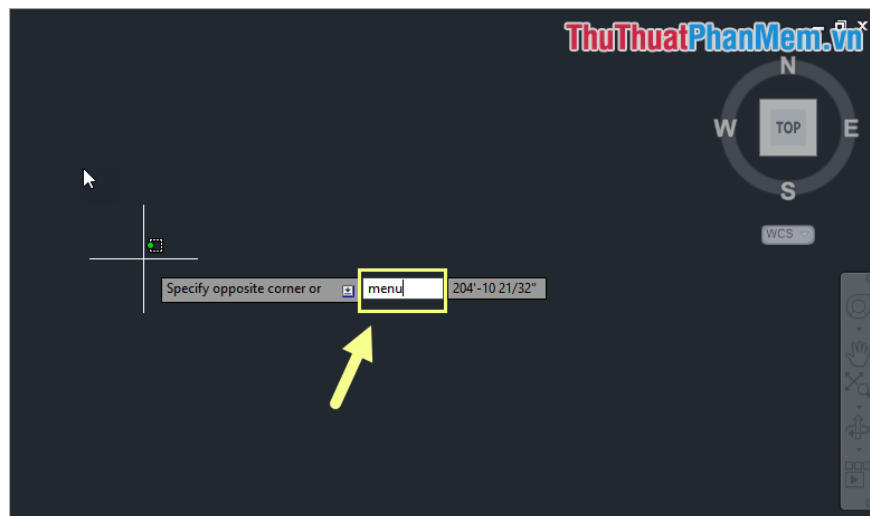 ThuThuatPhanMem.vn
N
W TOP E
S
WCS
Specify opposite corner or menu 204'-10 21/32"